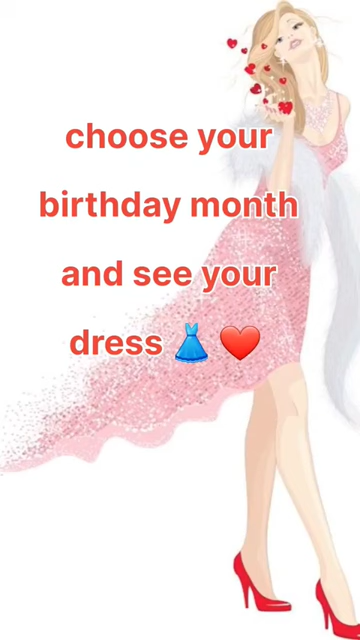 choose your
birthday month
and see your
dress 👗 ❤️